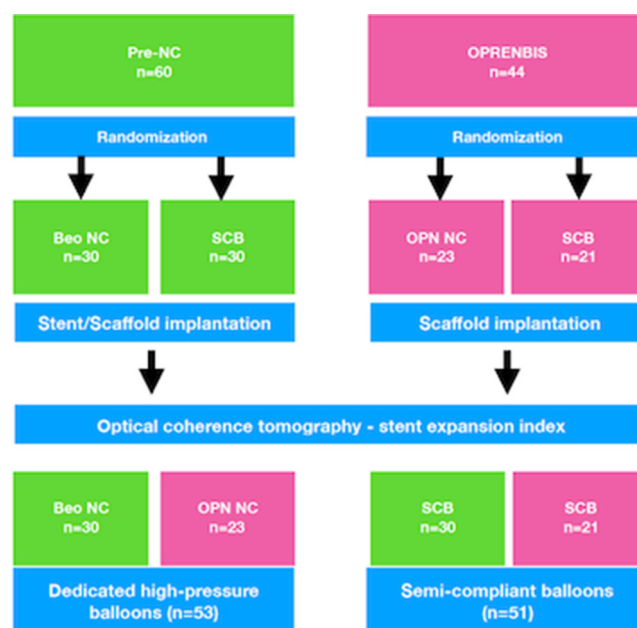 Pre-NC
n=60
OPRENBIS
n=44
Randomization
Randomization
Beo NC
n=30
SCB
n=30
OPN NC
n=23
SCB
n=21
Stent/Scaffold implantation
Scaffold implantation
Optical coherence tomography - stent expansion index
Beo NC
n=30
OPN NC
n=23
SCB
n=30
SCB
n=21
Dedicated high-pressure
balloons (n=53)
Semi-compliant balloons
(n=51)